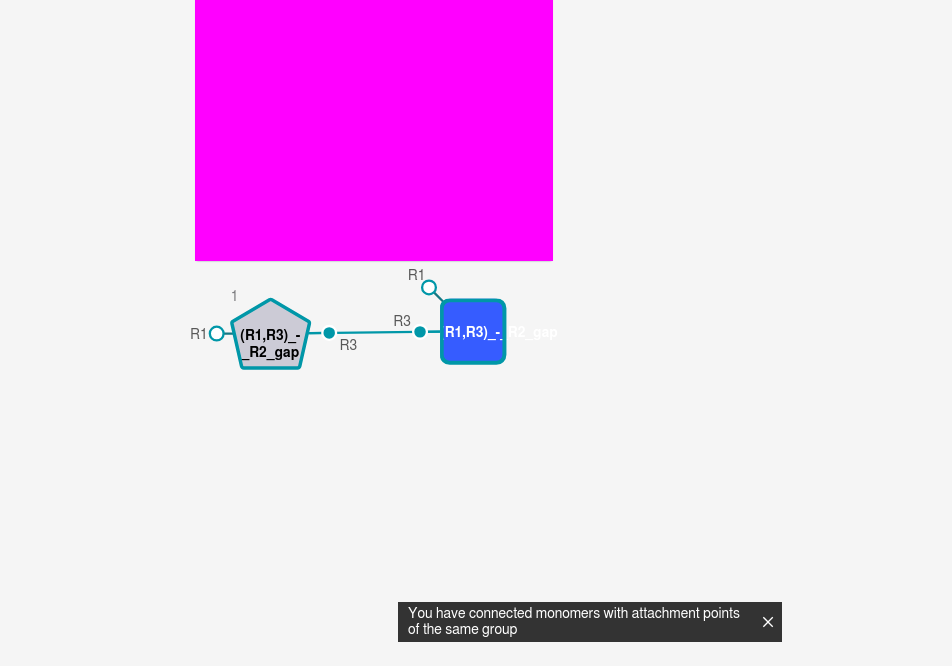 R1
1
R3
R1
(R1,R3)_-
_R2_gap
R3
R1,R3)_-_R2_gap
You have connected monomers with attachment points
of the same group